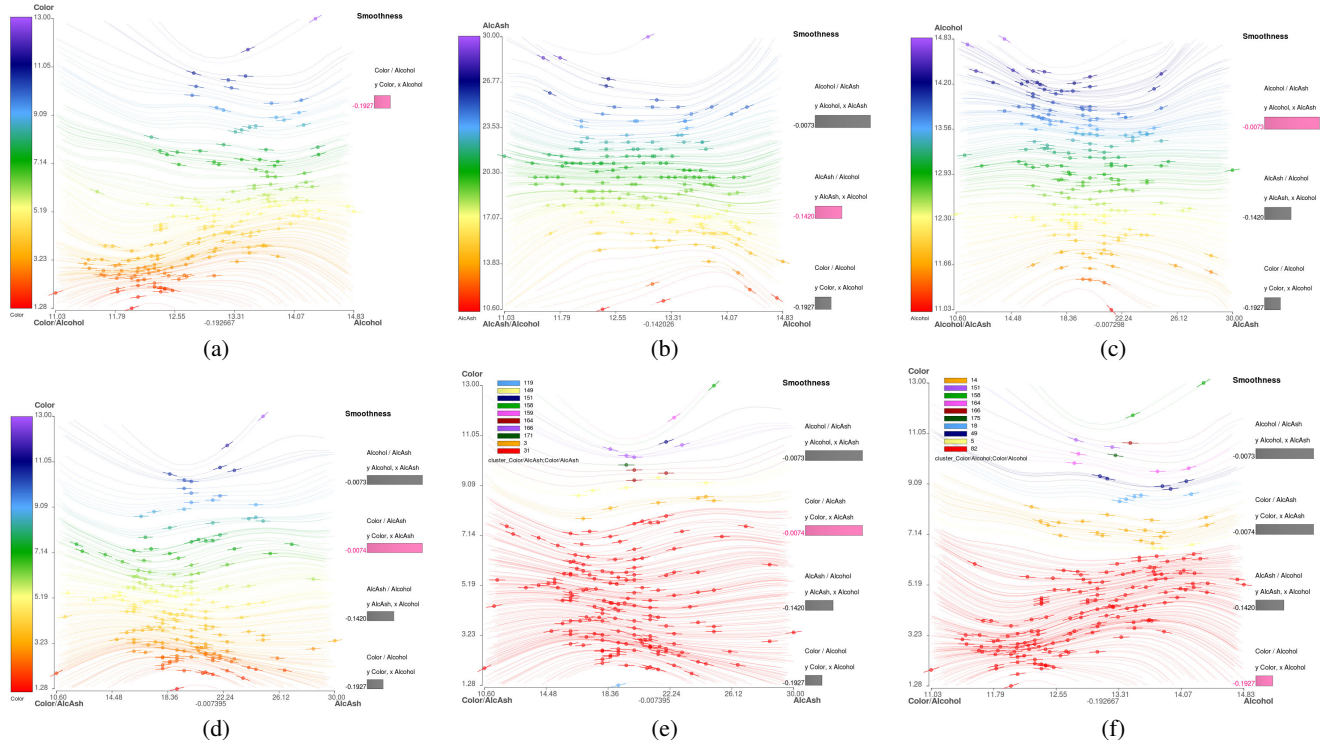 Color
13.00
11.05
9.09
7.14
5.19
3.23
1.28
Color
11.03 11.79 12.55 13.31 14.07 14.83
Color/Alcohol -0.192667 Alcohol
Smoothness
Color / Alcohol
y Color, x Alcohol
-0.1927
(a)
AlcAsh
30.00
26.77
23.53
20.30
17.07
13.83
10.60
AlcAsh
11.03 11.79 12.55 13.31 14.07 14.83
AlcAsh/Alcohol -0.142026 Alcohol
Smoothness
Alcohol / AlcAsh
y Alcohol, x AlcAsh
-0.0073
AlcAsh / Alcohol
y AlcAsh, x Alcohol
-0.1420
Color / Alcohol
y Color, x Alcohol
-0.1927
(b)
Alcohol
14.83
14.20
13.56
12.93
12.30
11.66
11.03
Alcohol
10.60 14.48 18.36 22.24 26.12 30.00
Alcohol/AlcAsh -0.007298 AlcAsh
Smoothness
Alcohol / AlcAsh
y Alcohol, x AlcAsh
-0.0073
AlcAsh / Alcohol
y AlcAsh, x Alcohol
-0.1420
Color / Alcohol
y Color, x Alcohol
-0.1927
(c)
Color
13.00
11.05
9.09
7.14
5.19
3.23
1.28
Color
10.60 14.48 18.36 22.24 26.12 30.00
Color/AlcAsh -0.007395 AlcAsh
Smoothness
Alcohol / AlcAsh
y Alcohol, x AlcAsh
-0.0073
Color / AlcAsh
y Color, x AlcAsh
-0.0074
AlcAsh / Alcohol
y AlcAsh, x Alcohol
-0.1420
Color / Alcohol
y Color, x Alcohol
-0.1927
(d)
Color
13.00
11.05
9.09
7.14
5.19
3.23
1.28
119
149
151
158
159
164
166
171
3
31
cluster_Color/AlcAsh;Color/AlcAsh
10.60 14.48 18.36 22.24 26.12 30.00
Color/AlcAsh -0.007395 AlcAsh
Smoothness
Alcohol / AlcAsh
y Alcohol, x AlcAsh
-0.0073
Color / AlcAsh
y Color, x AlcAsh
-0.0074
AlcAsh / Alcohol
y AlcAsh, x Alcohol
-0.1420
Color / Alcohol
y Color, x Alcohol
-0.1927
(e)
Color
13.00
11.05
9.09
7.14
5.19
3.23
1.28
14
151
158
164
166
175
18
49
5
82
cluster_Color/Alcohol;Color/Alcohol
11.03 11.79 12.55 13.31 14.07 14.83
Color/Alcohol -0.192667 Alcohol
Smoothness
Alcohol / AlcAsh
y Alcohol, x AlcAsh
-0.0073
Color / AlcAsh
y Color, x AlcAsh
-0.0074
AlcAsh / Alcohol
y AlcAsh, x Alcohol
-0.1420
Color / Alcohol
y Color, x Alcohol
-0.1927
(f)